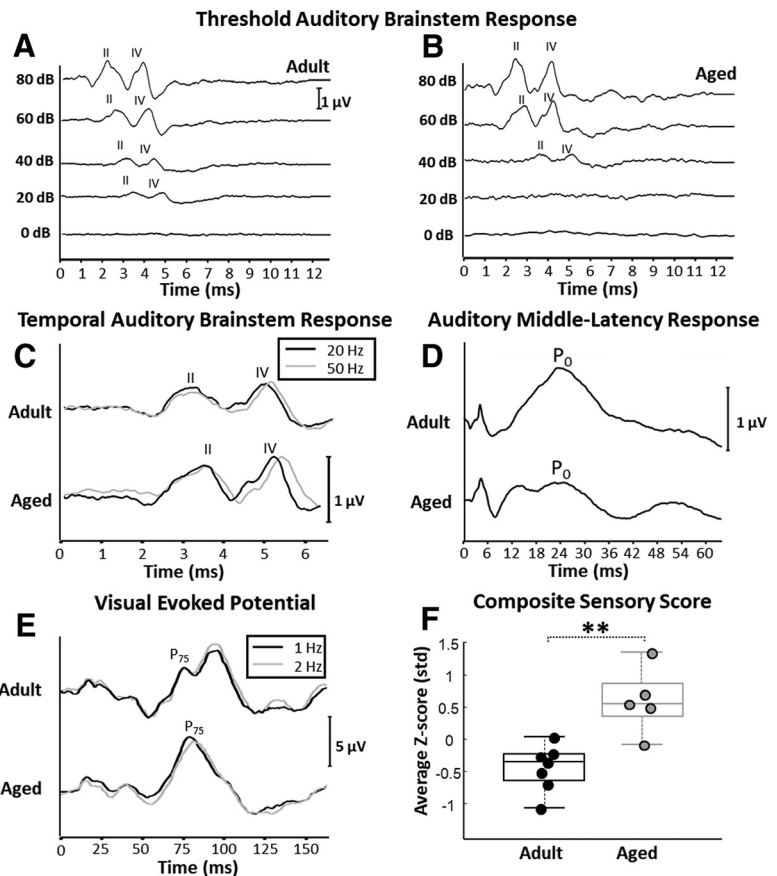 Threshold Auditory Brainstem Response
A
II IV
Adult
80 dB
1 µV
II IV
60 dB
II IV
40 dB
II IV
20 dB
0 dB
0 1 2 3 4 5 6 7 8 9 10 11 12
Time (ms)
B
II IV
Aged
80 dB
II IV
60 dB
II IV
40 dB
20 dB
0 dB
0 1 2 3 4 5 6 7 8 9 10 11 12
Time (ms)
Temporal Auditory Brainstem Response
C
20 Hz
50 Hz
II IV
Adult
II IV
Aged
1 µV
0 1 2 3 4 5 6
Time (ms)
Auditory Middle-Latency Response
D
P0
Adult
1 µV
P0
Aged
0 6 12 18 24 30 36 42 48 54 60
Time (ms)
Visual Evoked Potential
E
1 Hz
2 Hz
P75
Adult
P75
5 µV
Aged
0 25 50 75 100 125 150
Time (ms)
Composite Sensory Score
F
**
Average Z-score (std)
1.5
1
0.5
0
-0.5
-1
Adult Aged